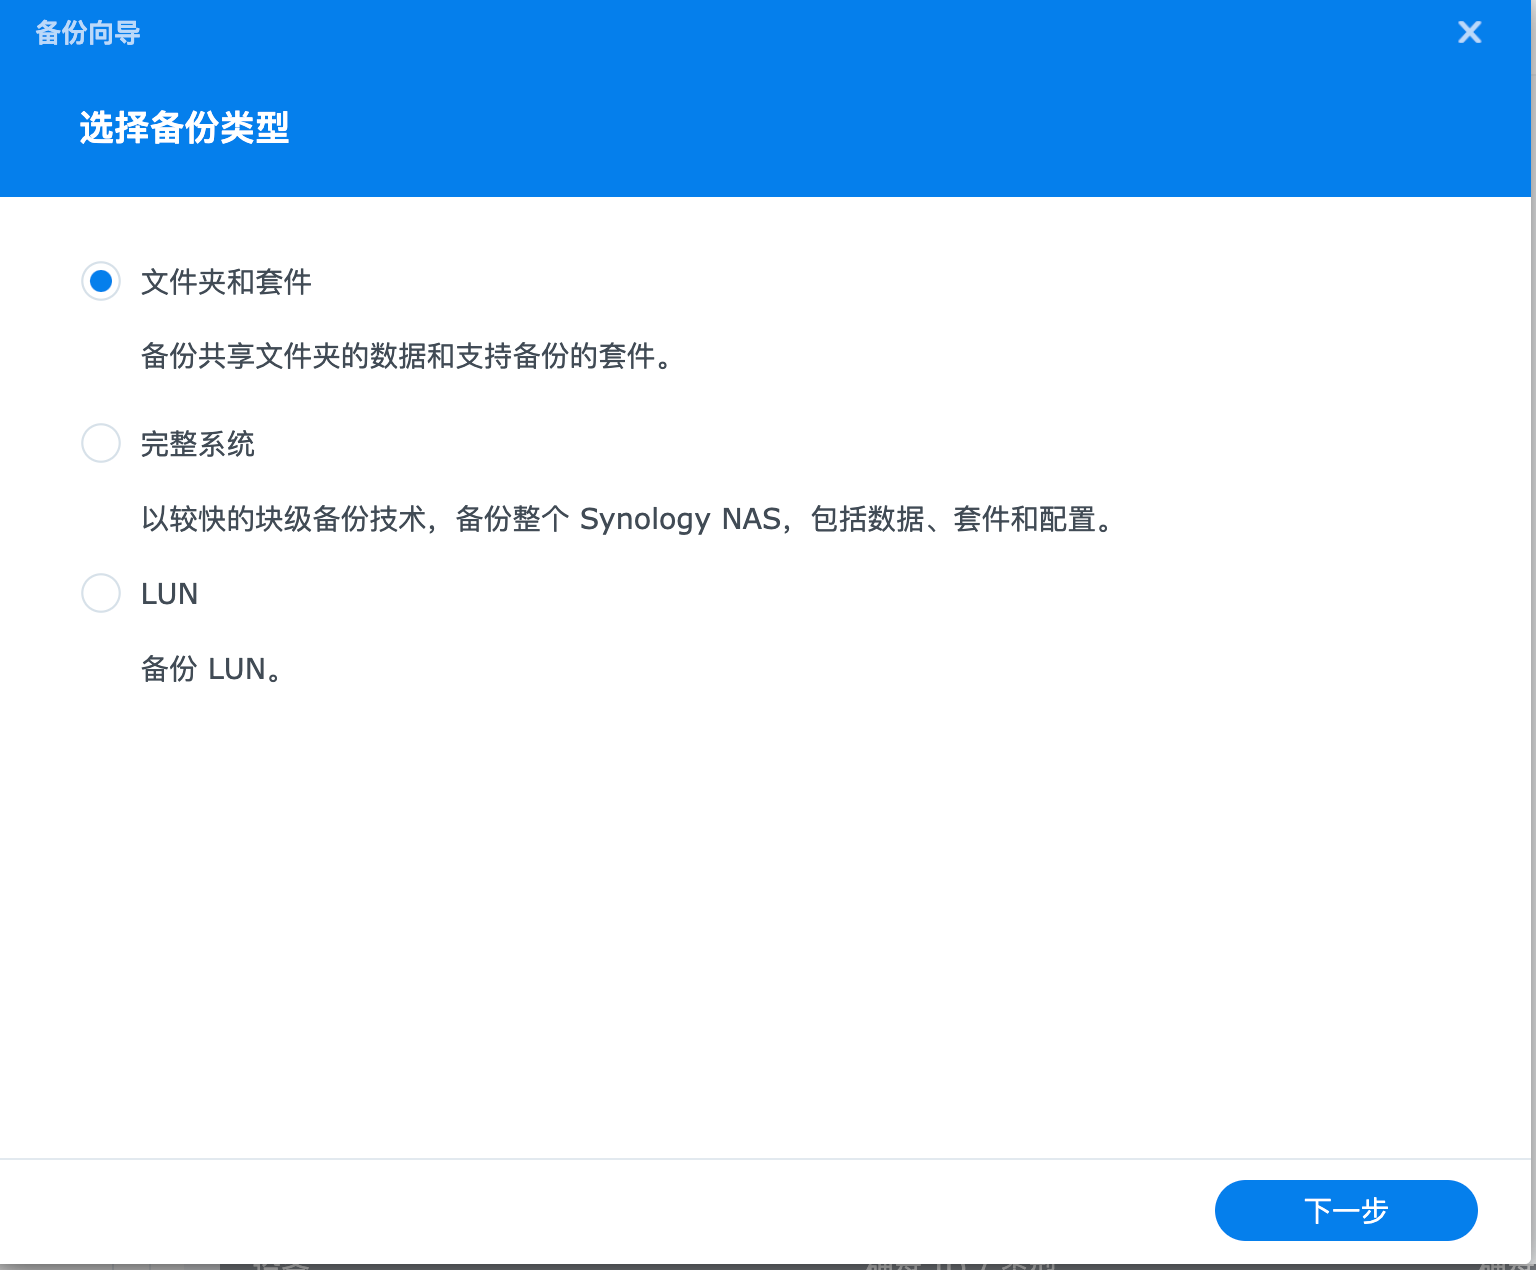 备份向导
选择备份类型
文件夹和套件
备份共享文件夹的数据和支持备份的套件。
完整系统
以较快的块级备份技术，备份整个 Synology NAS，包括数据、套件和配置。
LUN
备份 LUN。
下一步